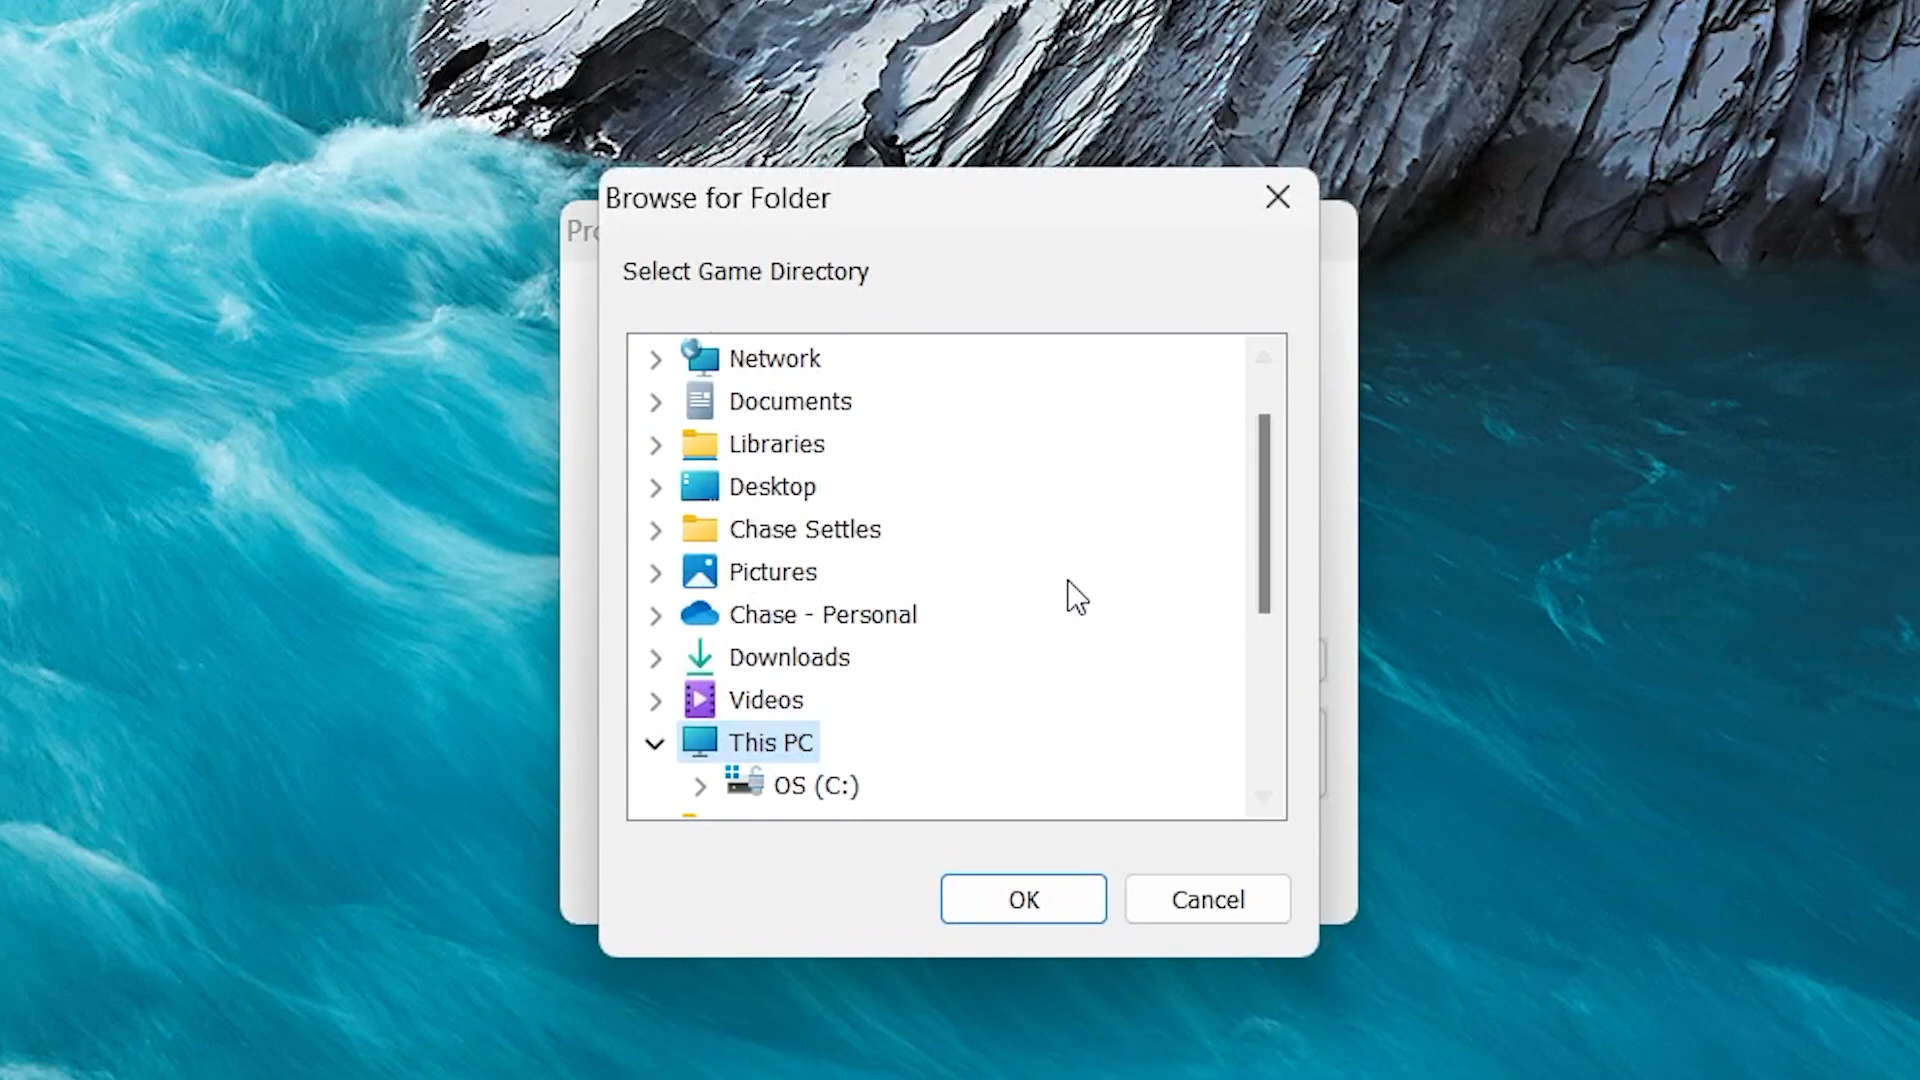 Browse for Folder
Select Game Directory
Network
Documents
Libraries
Desktop
Chase Settles
Pictures
Chase - Personal
Downloads
Videos
This PC
OS (C:)
OK
Cancel